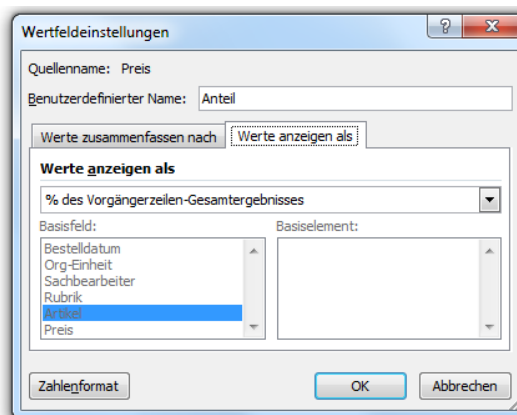 Wertfeldeinstellungen
Quellenname: Preis
Benutzerdefinierter Name: Anteil
Werte zusammenfassen nach Werte anzeigen als
Werte anzeigen als
% des Vorgängerzeilen-Gesamtergebnisses
Basisfeld: Basiselement:
Bestelldatum
Org-Einheit
Sachbearbeiter
Rubrik
Artikel
Preis
Zahlenformat OK Abbrechen